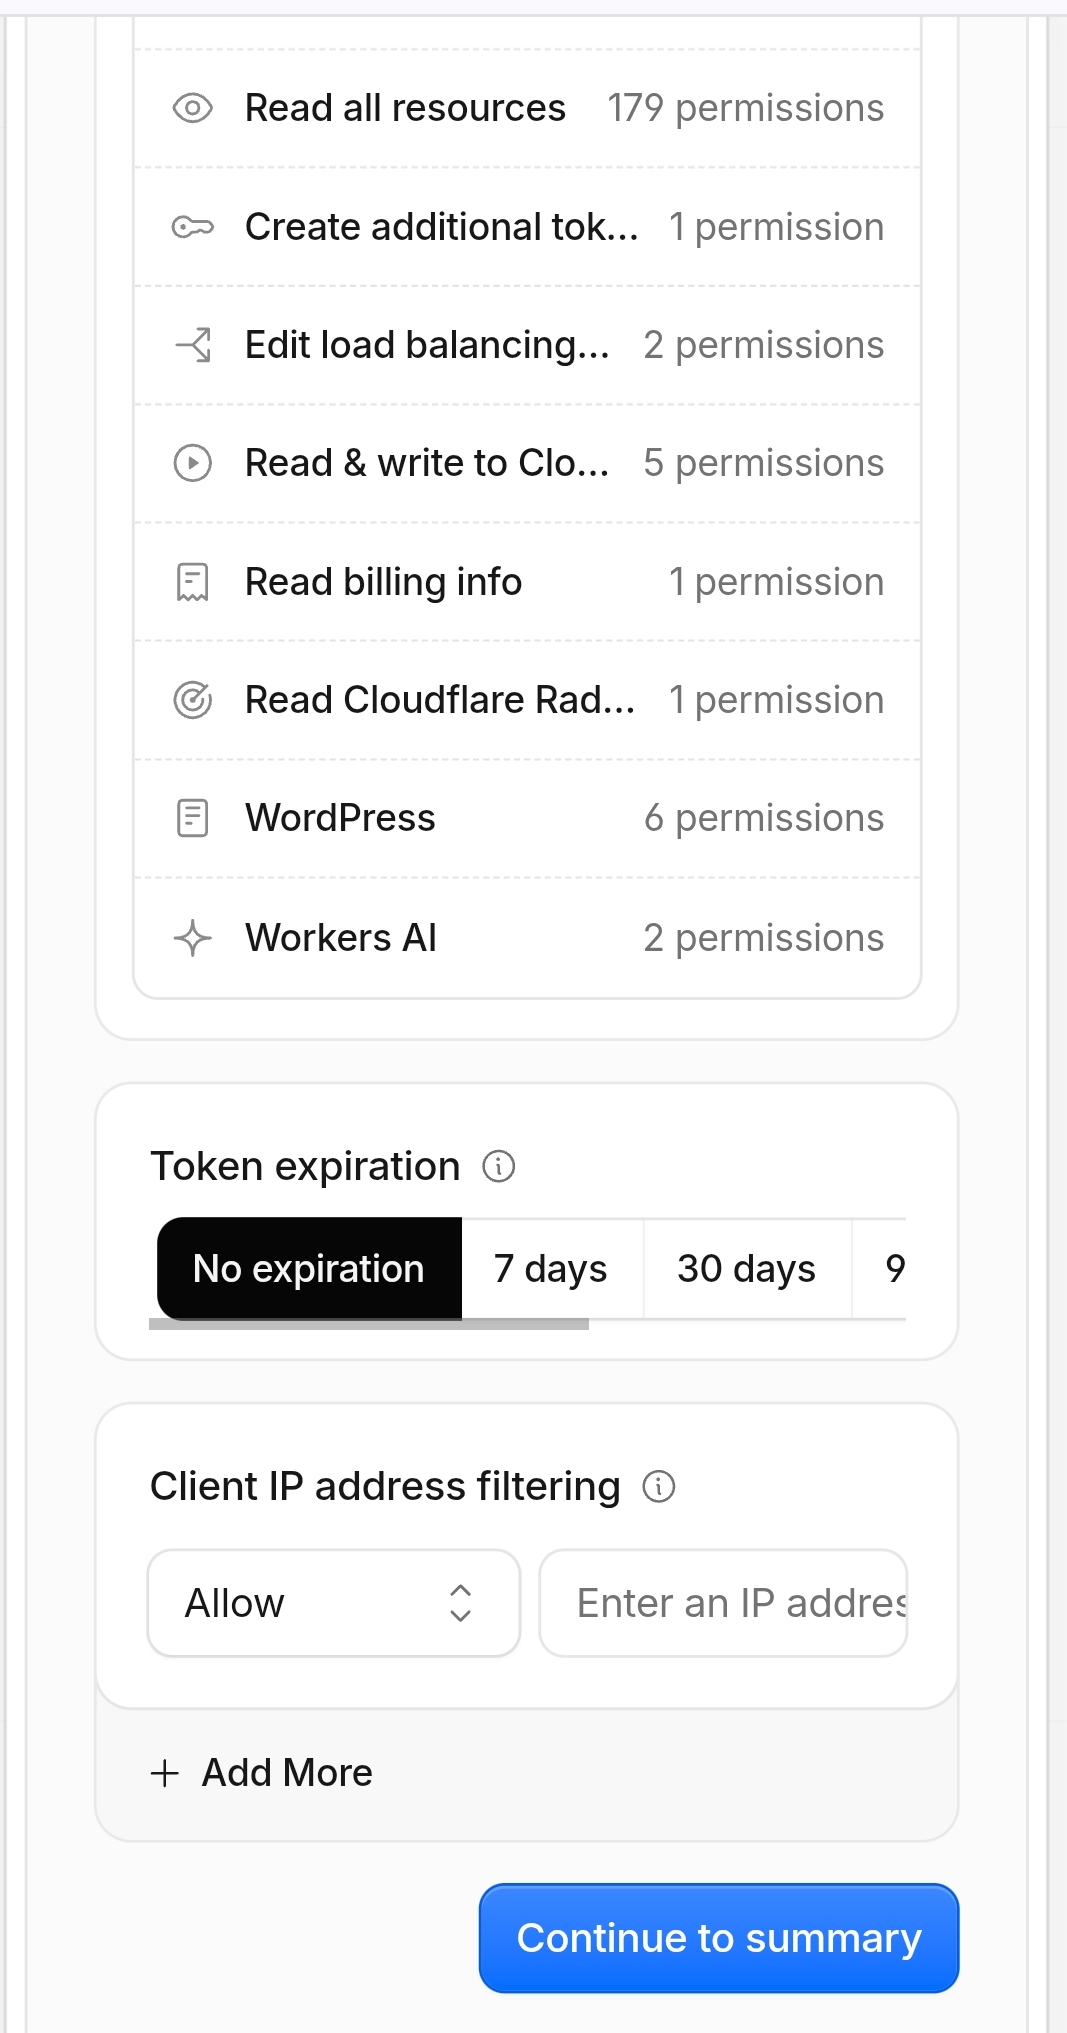 Read all resources 179 permissions
Create additional tok... 1 permission
Edit load balancing... 2 permissions
Read & write to Clo... 5 permissions
Read billing info 1 permission
Read Cloudflare Rad... 1 permission
WordPress 6 permissions
Workers AI 2 permissions
Token expiration
No expiration 7 days 30 days 9
Client IP address filtering
Allow Enter an IP addres
+ Add More
Continue to summary